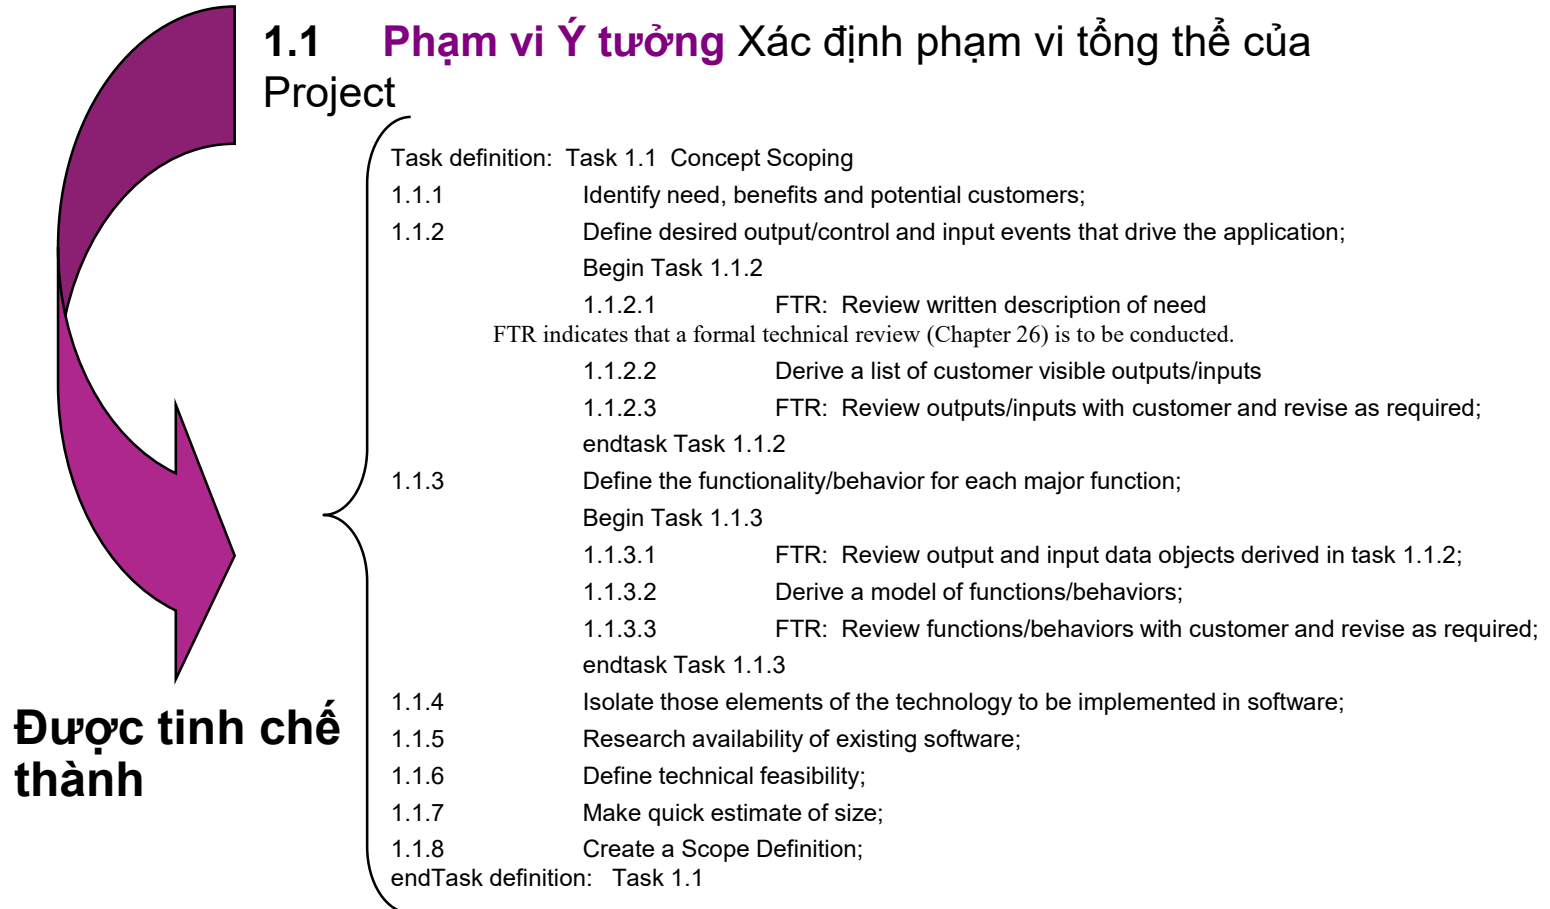 1.1 Phạm vi Ý tưởng Xác định phạm vi tổng thể của
Project
Task definition: Task 1.1 Concept Scoping
1.1.1 Identify need, benefits and potential customers;
1.1.2 Define desired output/control and input events that drive the application;
Begin Task 1.1.2
1.1.2.1 FTR: Review written description of need
FTR indicates that a formal technical review (Chapter 26) is to be conducted.
1.1.2.2 Derive a list of customer visible outputs/inputs
1.1.2.3 FTR: Review outputs/inputs with customer and revise as required;
endtask Task 1.1.2
1.1.3 Define the functionality/behavior for each major function;
Begin Task 1.1.3
1.1.3.1 FTR: Review output and input data objects derived in task 1.1.2;
1.1.3.2 Derive a model of functions/behaviors;
1.1.3.3 FTR: Review functions/behaviors with customer and revise as required;
endtask Task 1.1.3
1.1.4 Isolate those elements of the technology to be implemented in software;
1.1.5 Research availability of existing software;
1.1.6 Define technical feasibility;
1.1.7 Make quick estimate of size;
1.1.8 Create a Scope Definition;
endTask definition: Task 1.1
Được tinh chế
thành